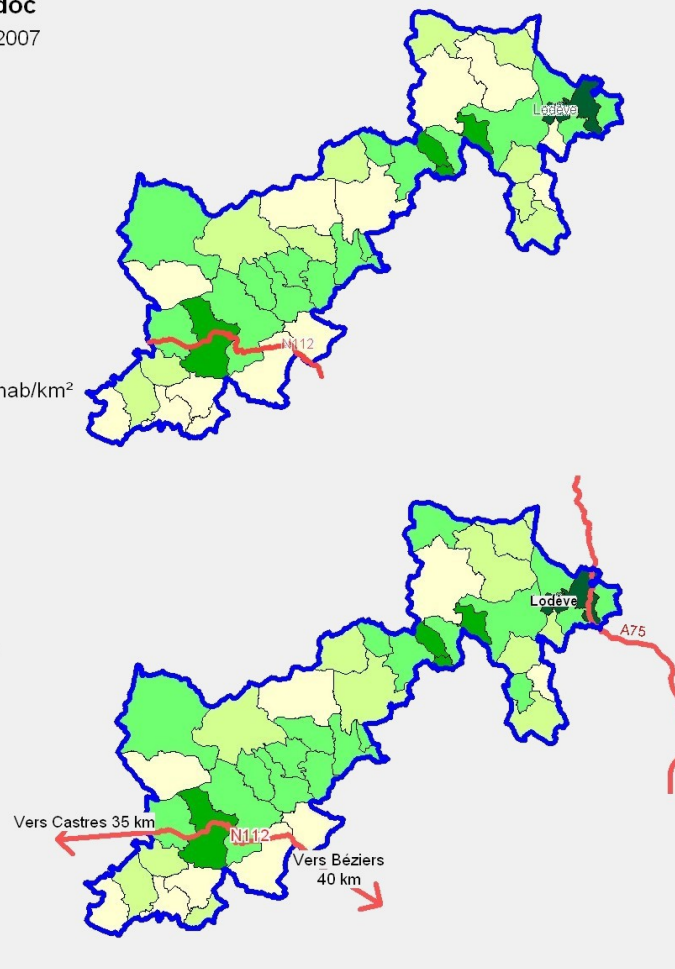 doc
2007
Lodève
N112
hab/km²
Lodève
A75
Vers Castres 35 km
N112
Vers Béziers
40 km